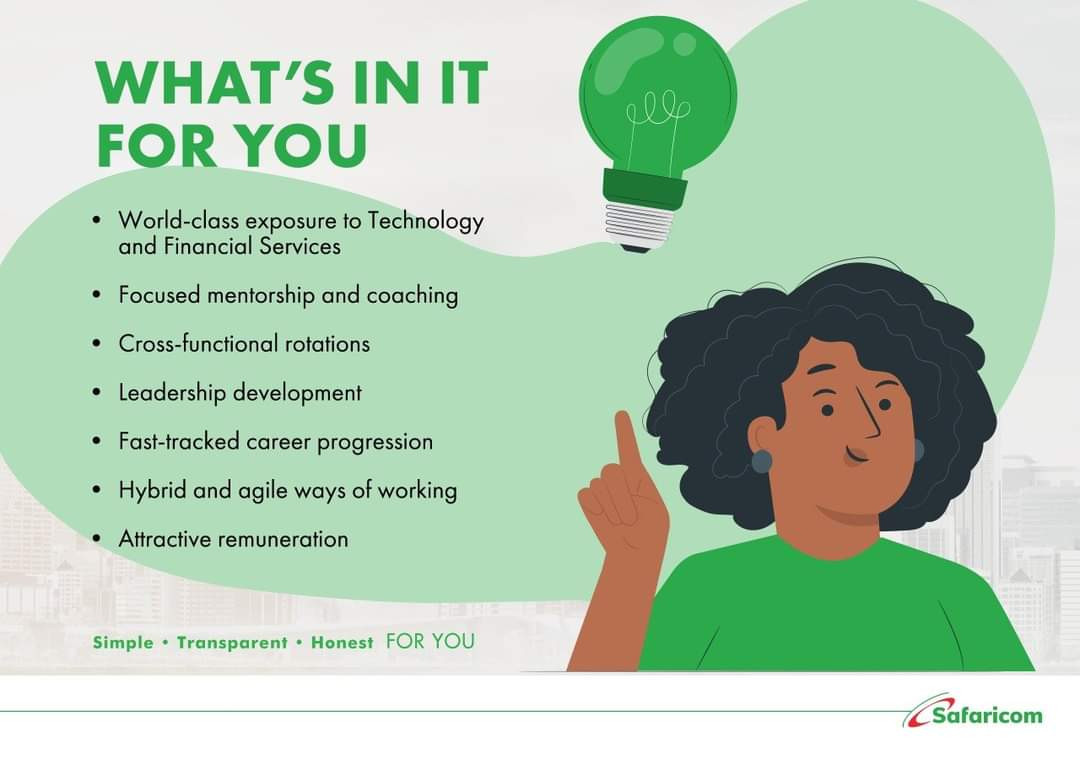 WHAT'S IN IT
FOR YOU
• World-class exposure to Technology
and Financial Services
• Focused mentorship and coaching
• Cross-functional rotations
• Leadership development
• Fast-tracked career progression
• Hybrid and agile ways of working
• Attractive remuneration
Simple • Transparent • Honest FOR YOU
Safaricom